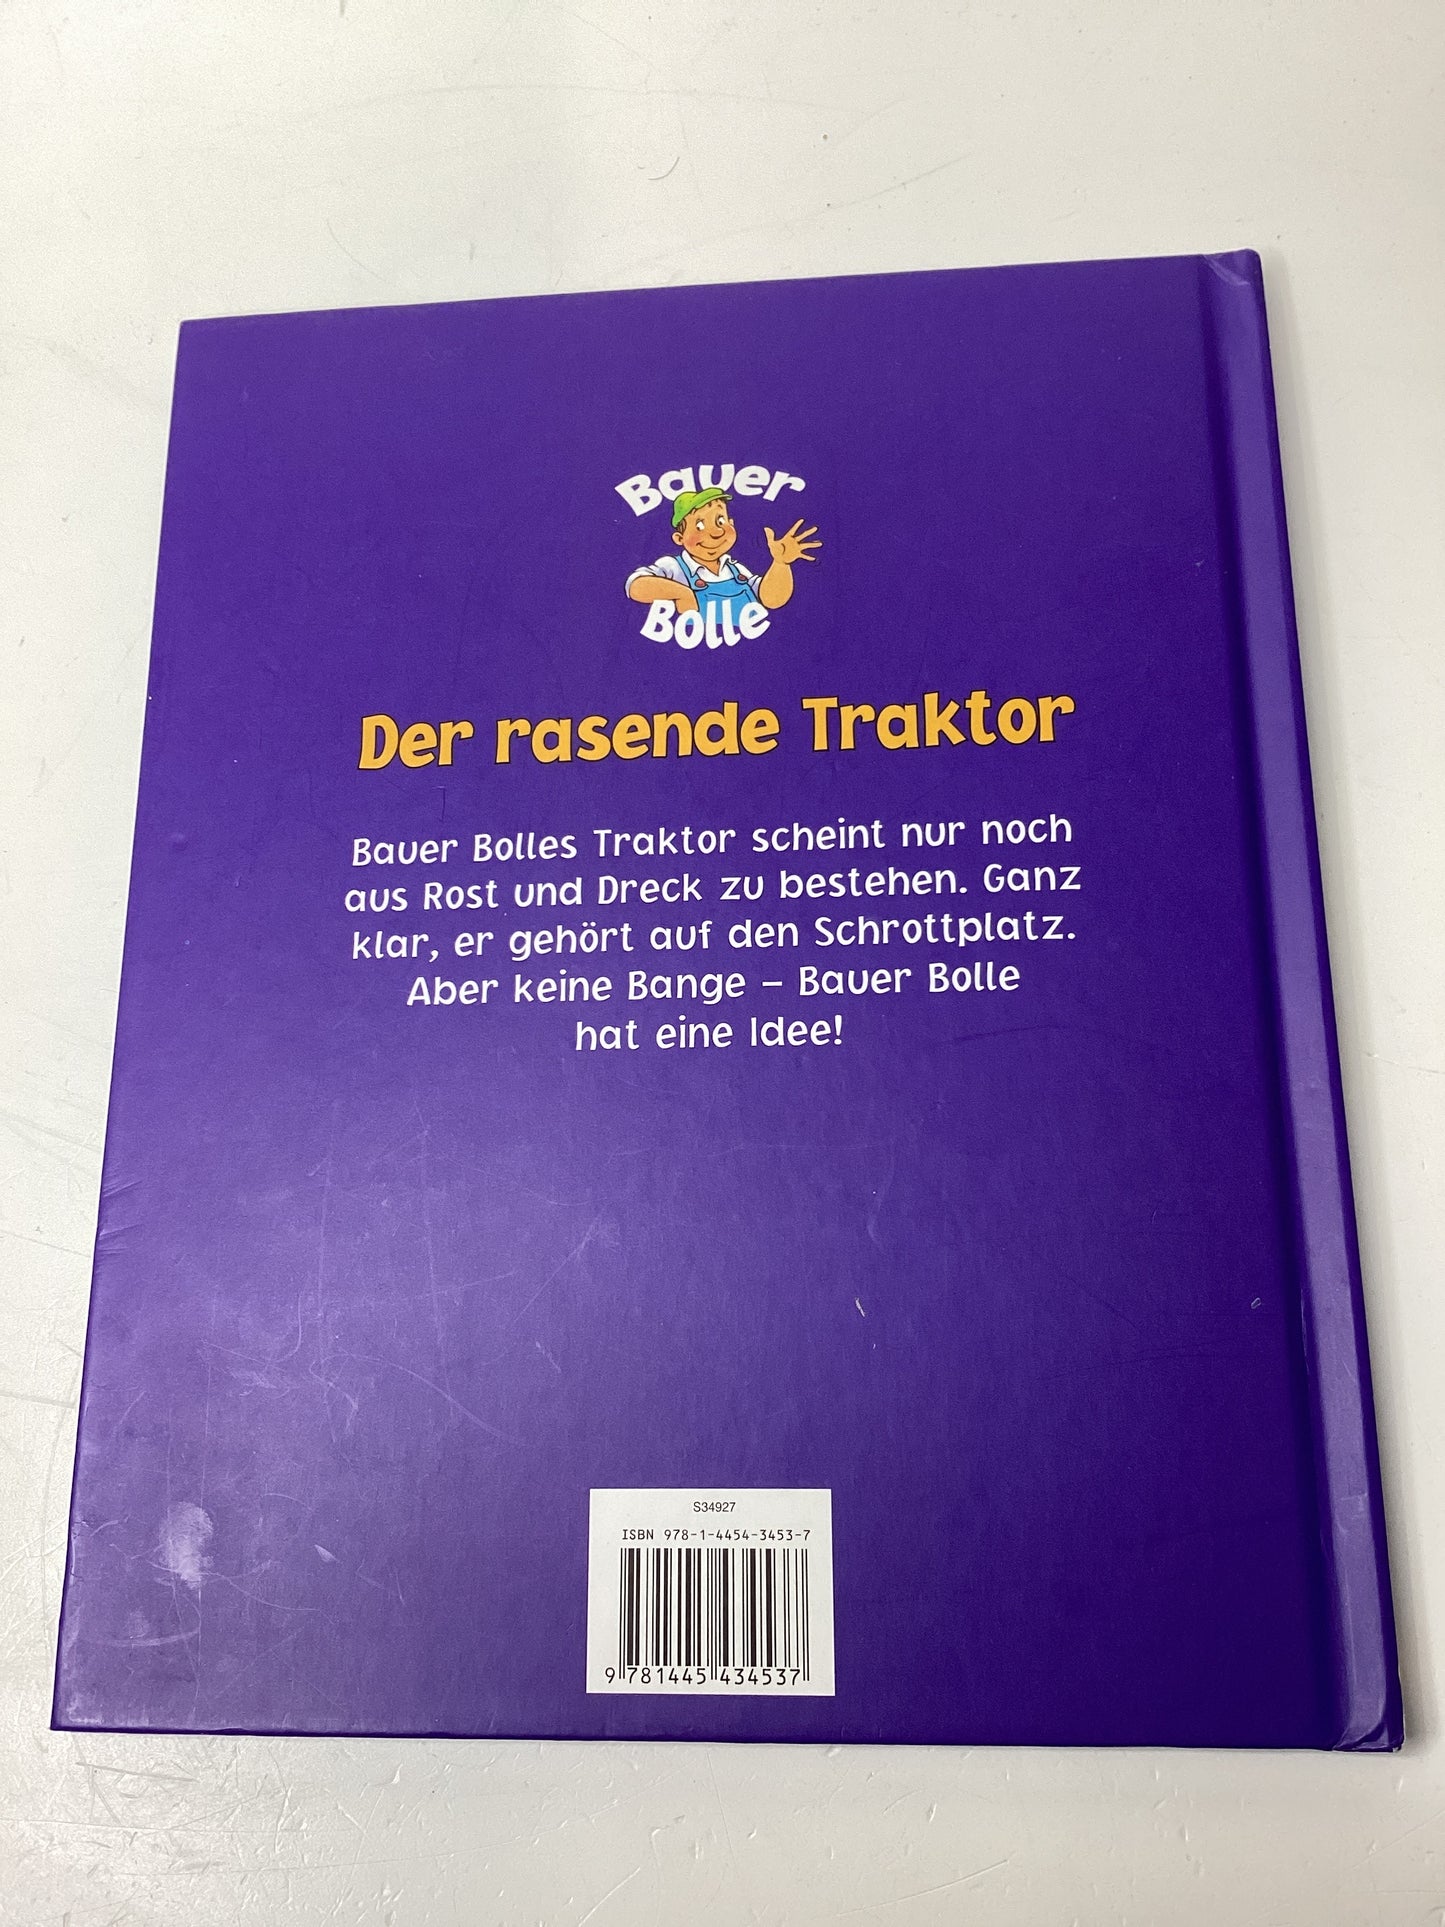 Bauer
Bolle
Der rasende Traktor
Bauer Bolles Traktor scheint nur noch
aus Rost und Dreck zu bestehen. Ganz
klar, er gehört auf den Schrottplatz.
Aber keine Bange – Bauer Bolle
hat eine Idee!
S34927
ISBN 978-1-4454-3453-7
9 781445 434537